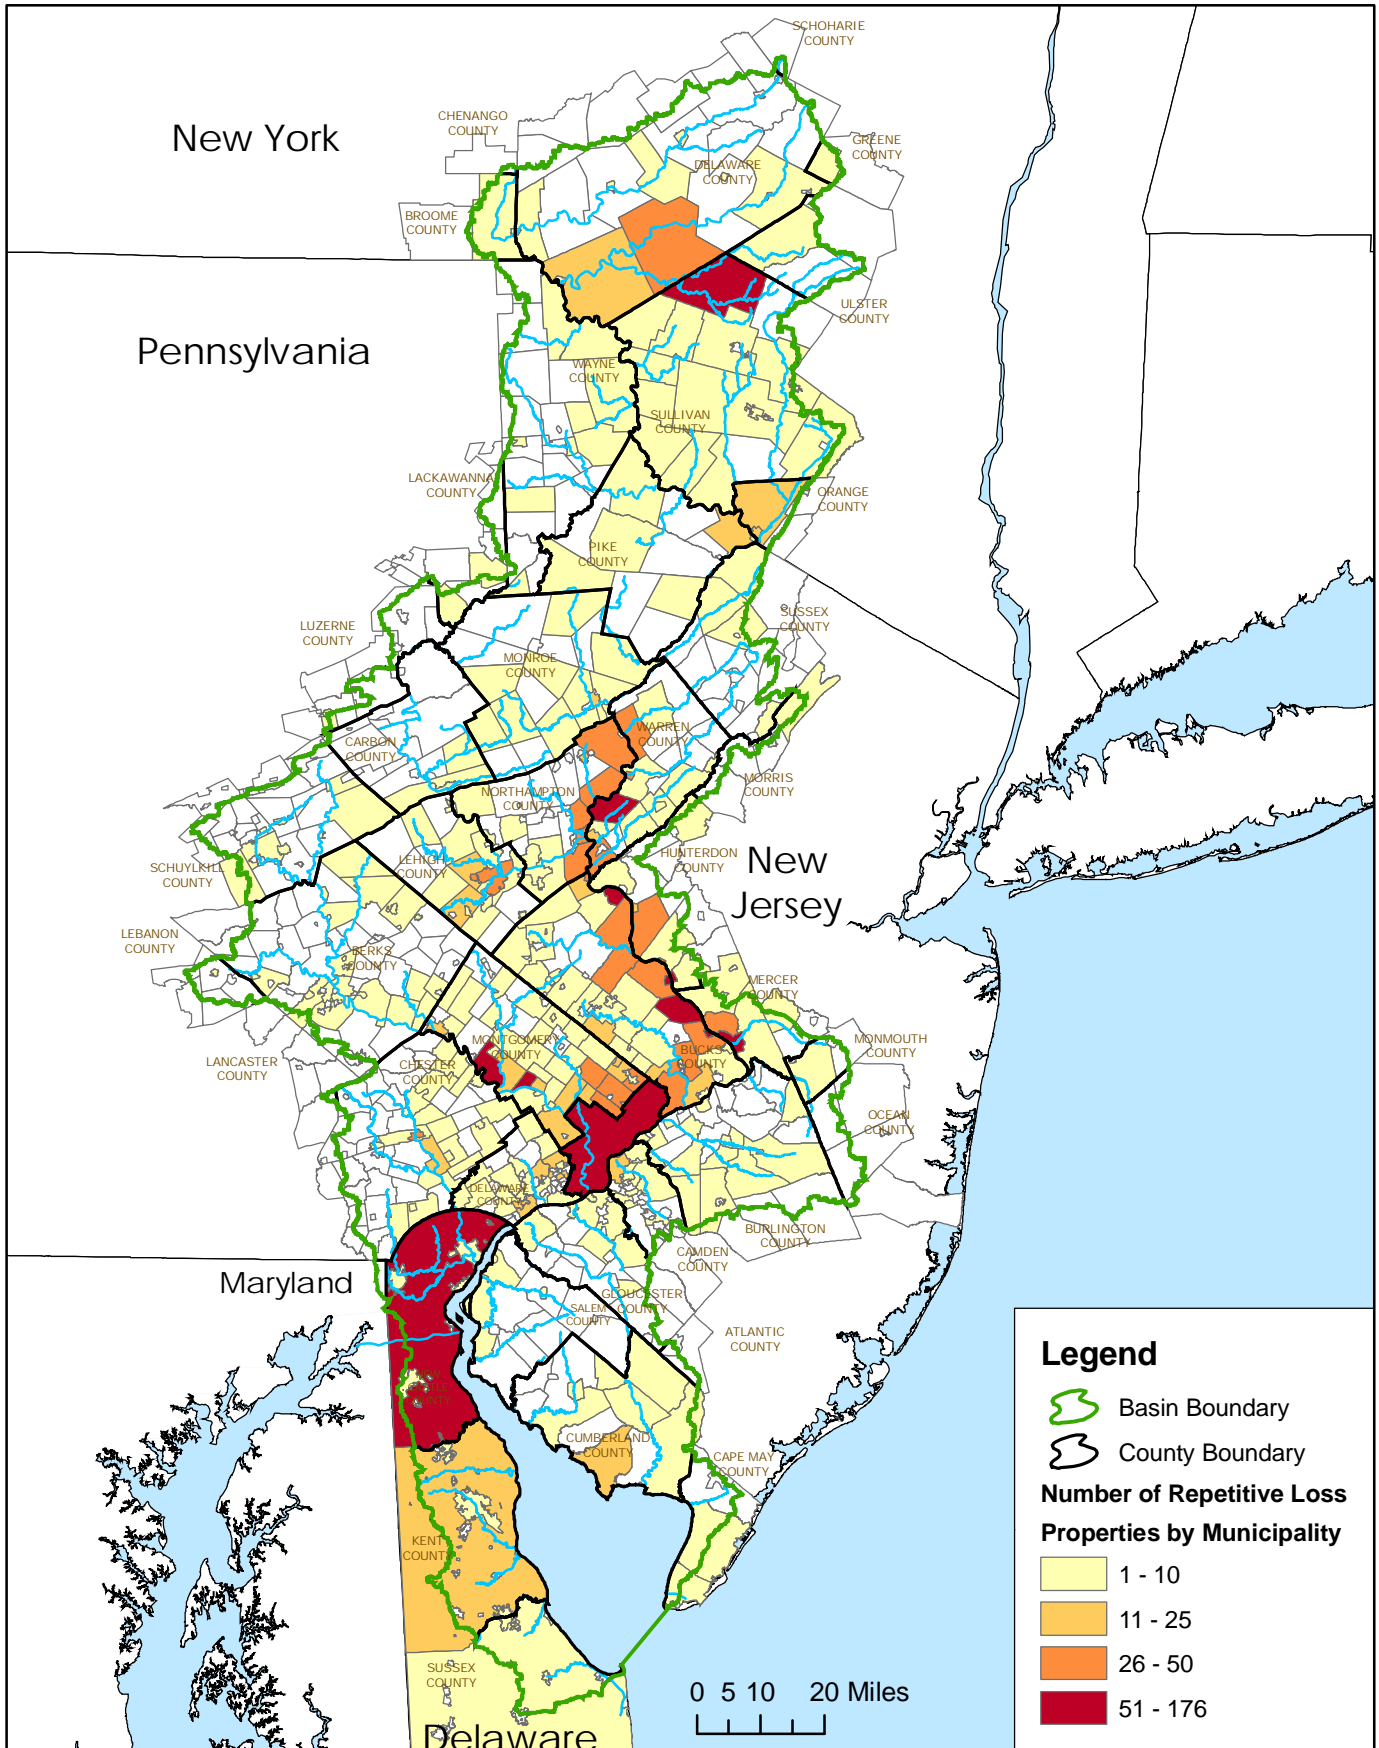 SCHOHARIE
COUNTY
CHENANGO
COUNTY
New York
GREENE
COUNTY
DELAWARE
COUNTY
BROOME
COUNTY
ULSTER
COUNTY
Pennsylvania
WAYNE
COUNTY
SULLIVAN
COUNTY
LACKAWANNA
COUNTY
ORANGE
COUNTY
PIKE
COUNTY
SUSSEX
COUNTY
LUZERNE
COUNTY
MONROE
COUNTY
WARREN
COUNTY
CARBON
COUNTY
MORRIS
COUNTY
NORTHAMPTON
COUNTY
HUNTERDON
COUNTY
New
Jersey
LEHIGH
COUNTY
SCHUYLKILL
COUNTY
LEBANON
COUNTY
BERKS
COUNTY
MERCER
COUNTY
MONTGOMERY
COUNTY
BUCKS
COUNTY
MONMOUTH
COUNTY
LANCASTER
COUNTY
CHESTER
COUNTY
OCEAN
COUNTY
DELAWARE
COUNTY
BURLINGTON
COUNTY
CAMDEN
COUNTY
Maryland
GLOUCESTER
COUNTY
SALEM
COUNTY
ATLANTIC
COUNTY
CUMBERLAND
COUNTY
CAPE MAY
COUNTY
KENT
COUNTY
SUSSEX
COUNTY
Delaware
0 5 10 20 Miles
Legend
Basin Boundary
County Boundary
Number of Repetitive Loss
Properties by Municipality
1 - 10
11 - 25
26 - 50
51 - 176